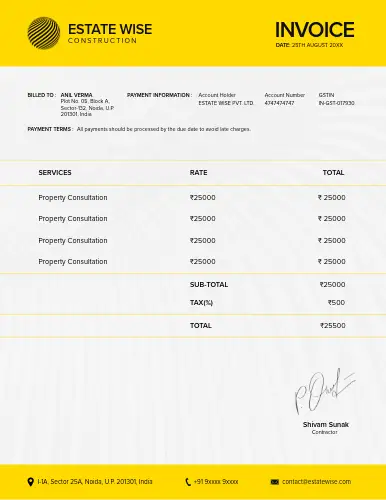 ESTATE WISE
CONSTRUCTION
INVOICE
DATE: 25TH AUGUST 20XX
BILLED TO : ANIL VERMA
Plot No. 08, Block A,
Sector-132, Noida, U.P.
201301, India
PAYMENT INFORMATION : Account Holder Account Number GSTIN
ESTATE WISE PVT. LTD. 4747474747 IN-GST-017930
PAYMENT TERMS : All payments should be processed by the due date to avoid late charges.
SERVICES RATE TOTAL
Property Consultation ₹25000 ₹ 25000
Property Consultation ₹25000 ₹ 25000
Property Consultation ₹25000 ₹ 25000
Property Consultation ₹25000 ₹ 25000
SUB-TOTAL ₹25000
TAX(%) ₹500
TOTAL ₹25500
Shivam Sunak
Contractor
I-1A, Sector 25A, Noida, U.P. 201301, India +91 9xxxx 9xxxx contact@estatewise.com